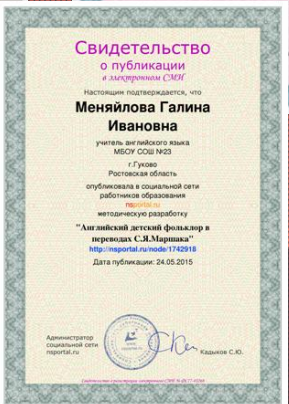 Свидетельство
о публикации
в электронном СМИ
Настоящим подтверждается, что
Меняйлова Галина
Ивановна
учитель английского языка
МБОУ СОШ №23
г.Гуково
Ростовская область
опубликовала в социальной сети
работников образования
nsportal.ru
методическую разработку
"Английский детский фольклор в
переводах С.Я.Маршака"
http://nsportal.ru/node/1742918
Дата публикации: 24.05.2015
Администратор
социальной сети
nsportal.ru
Кадыков С.Ю.